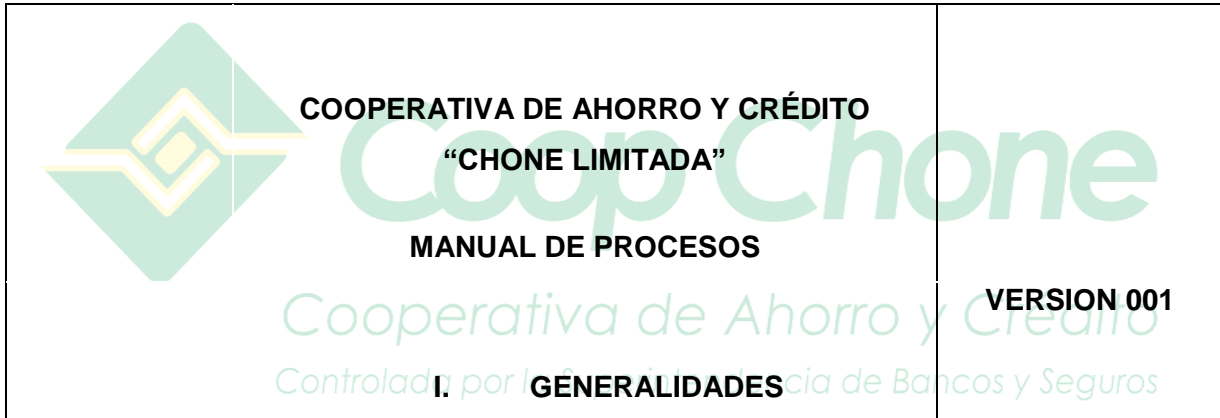 COOPERATIVA DE AHORRO Y CRÉDITO
“CHONE LIMITADA”
Coop Chone
MANUAL DE PROCESOS
VERSION 001
Cooperativa de Ahorro y Crédito
I. GENERALIDADES
Controlada por la Superintendencia de Bancos y Seguros